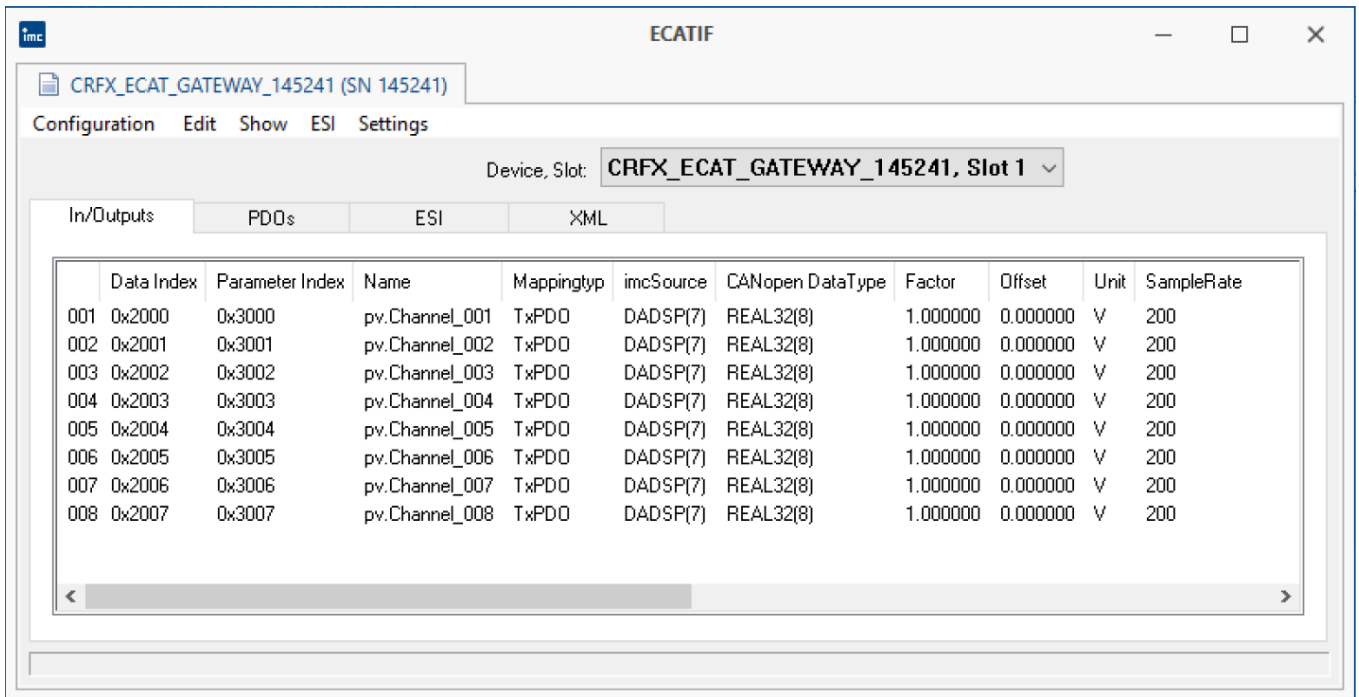 imc ECATIF
CRFX_ECAT_GATEWAY_145241 (SN 145241)
Configuration Edit Show ESI Settings
Device, Slot: CRFX_ECAT_GATEWAY_145241, Slot 1
In/Outputs PDOs ESI XML
Data Index Parameter Index Name Mappingtyp imcSource CANopen DataType Factor Offset Unit SampleRate
001 0x2000 0x3000 pv.Channel_001 TxPDO DADSP(7) REAL32(8) 1.000000 0.000000 V 200
002 0x2001 0x3001 pv.Channel_002 TxPDO DADSP(7) REAL32(8) 1.000000 0.000000 V 200
003 0x2002 0x3002 pv.Channel_003 TxPDO DADSP(7) REAL32(8) 1.000000 0.000000 V 200
004 0x2003 0x3003 pv.Channel_004 TxPDO DADSP(7) REAL32(8) 1.000000 0.000000 V 200
005 0x2004 0x3004 pv.Channel_005 TxPDO DADSP(7) REAL32(8) 1.000000 0.000000 V 200
006 0x2005 0x3005 pv.Channel_006 TxPDO DADSP(7) REAL32(8) 1.000000 0.000000 V 200
007 0x2006 0x3006 pv.Channel_007 TxPDO DADSP(7) REAL32(8) 1.000000 0.000000 V 200
008 0x2007 0x3007 pv.Channel_008 TxPDO DADSP(7) REAL32(8) 1.000000 0.000000 V 200